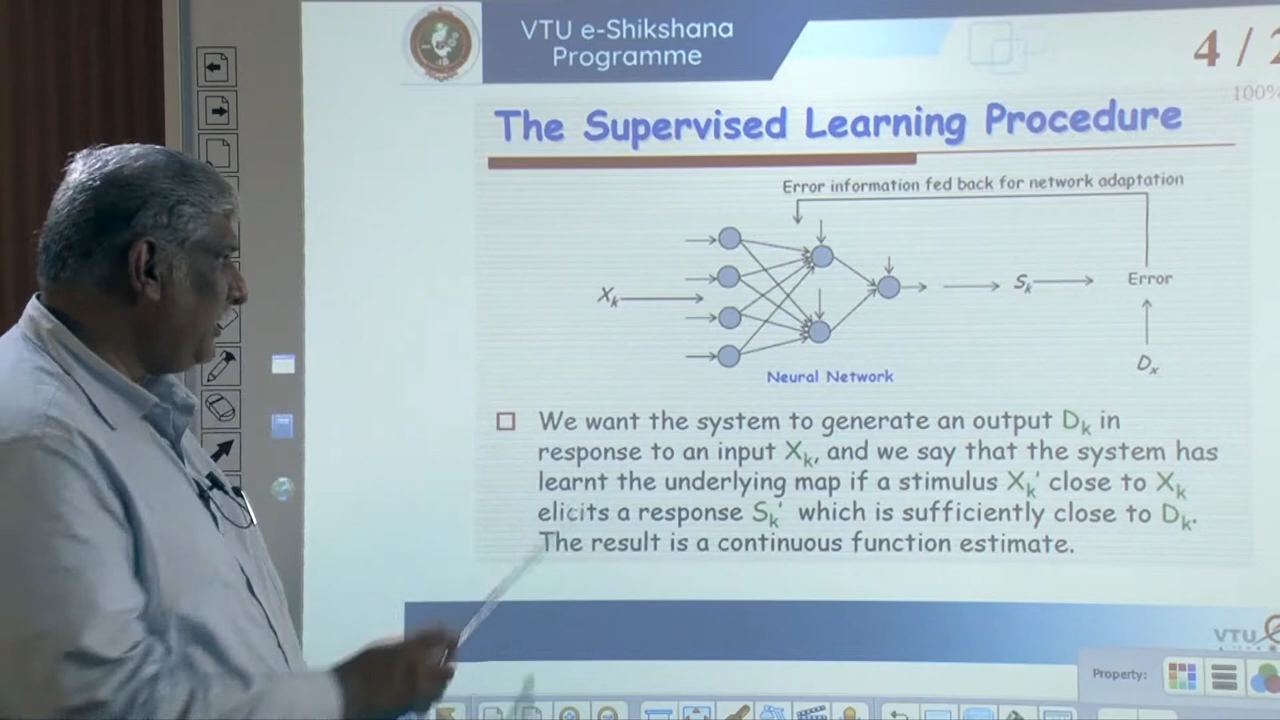 VTU e-Shikshana
Programme
4 / 2
100%
The Supervised Learning Procedure
Error information fed back for network adaptation
Xk
Sk
Error
Dx
Neural Network
We want the system to generate an output Dk in
response to an input Xk, and we say that the system has
learnt the underlying map if a stimulus Xk' close to Xk
elicits a response Sk' which is sufficiently close to Dk.
The result is a continuous function estimate.
VTU
Property: